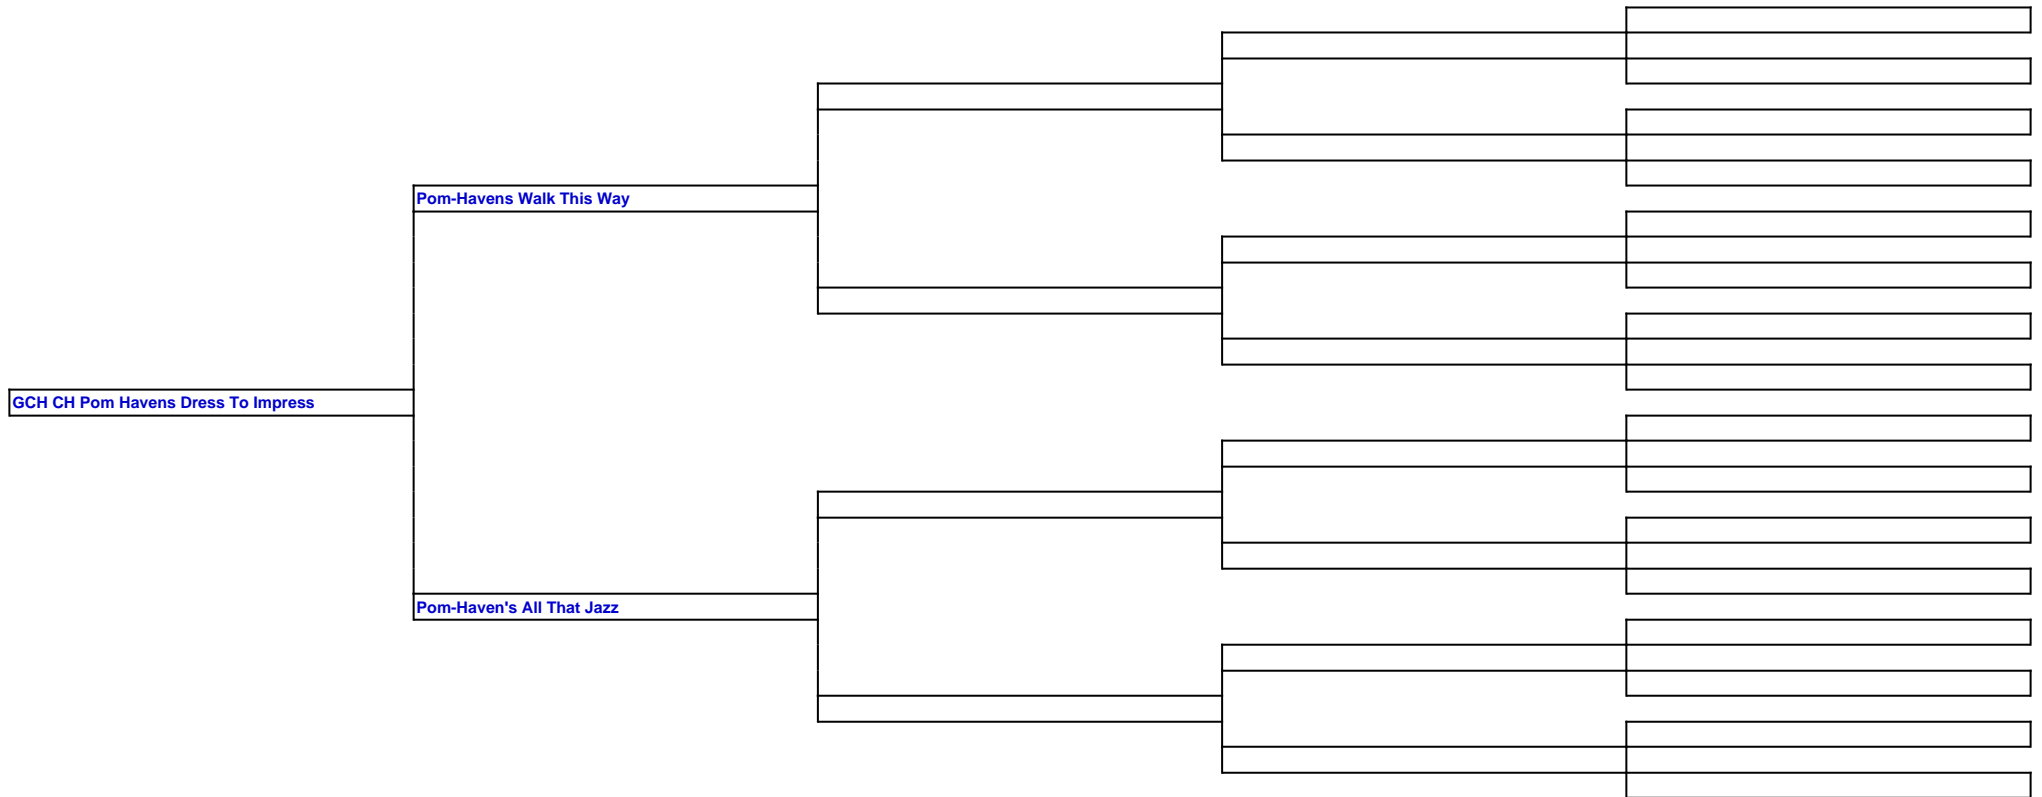 Pom-Havens Walk This Way
GCH CH Pom Havens Dress To Impress
Pom-Haven's All That Jazz